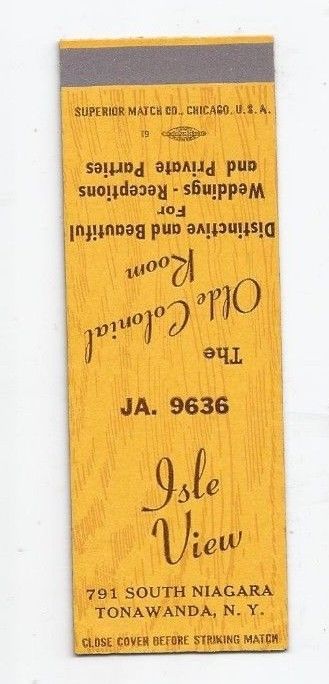 SUPERIOR MATCH CO., CHICAGO, U.S.A.
19
The
Olde Colonial
Room
Distinctive and Beautiful
For
Weddings - Receptions
and Private Parties
JA. 9636
Isle
View
791 SOUTH NIAGARA
TONAWANDA, N. Y.
CLOSE COVER BEFORE STRIKING MATCH